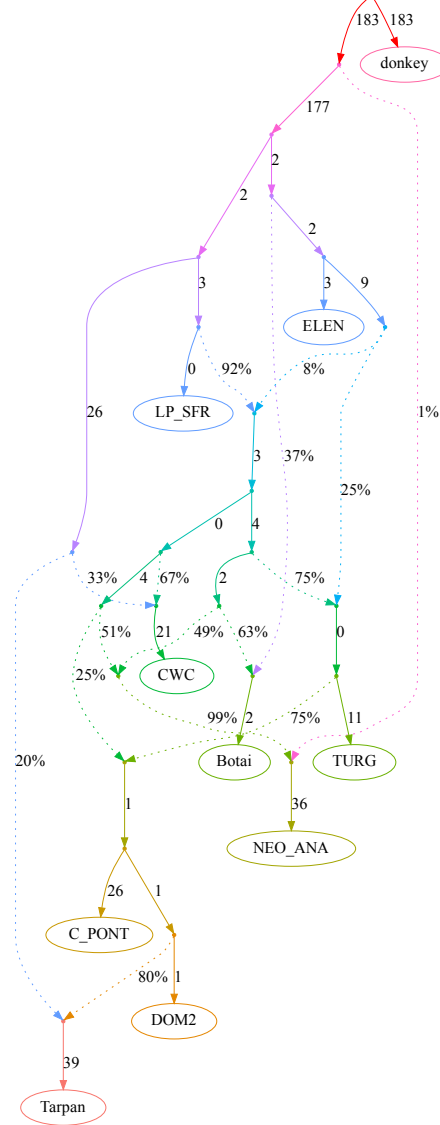 183 183
donkey
177
2
2
2
3 3 9
ELEN
0 92% 8%
LP_SFR
26 1%
3 37%
25%
0 4
33% 4 67% 2 75%
51% 21 49% 63% 0
25% CWC
99% 2 75% 11
20% Botai TURG
1 36
NEO_ANA
26 1
C_PONT
80% 1
DOM2
39
Tarpan